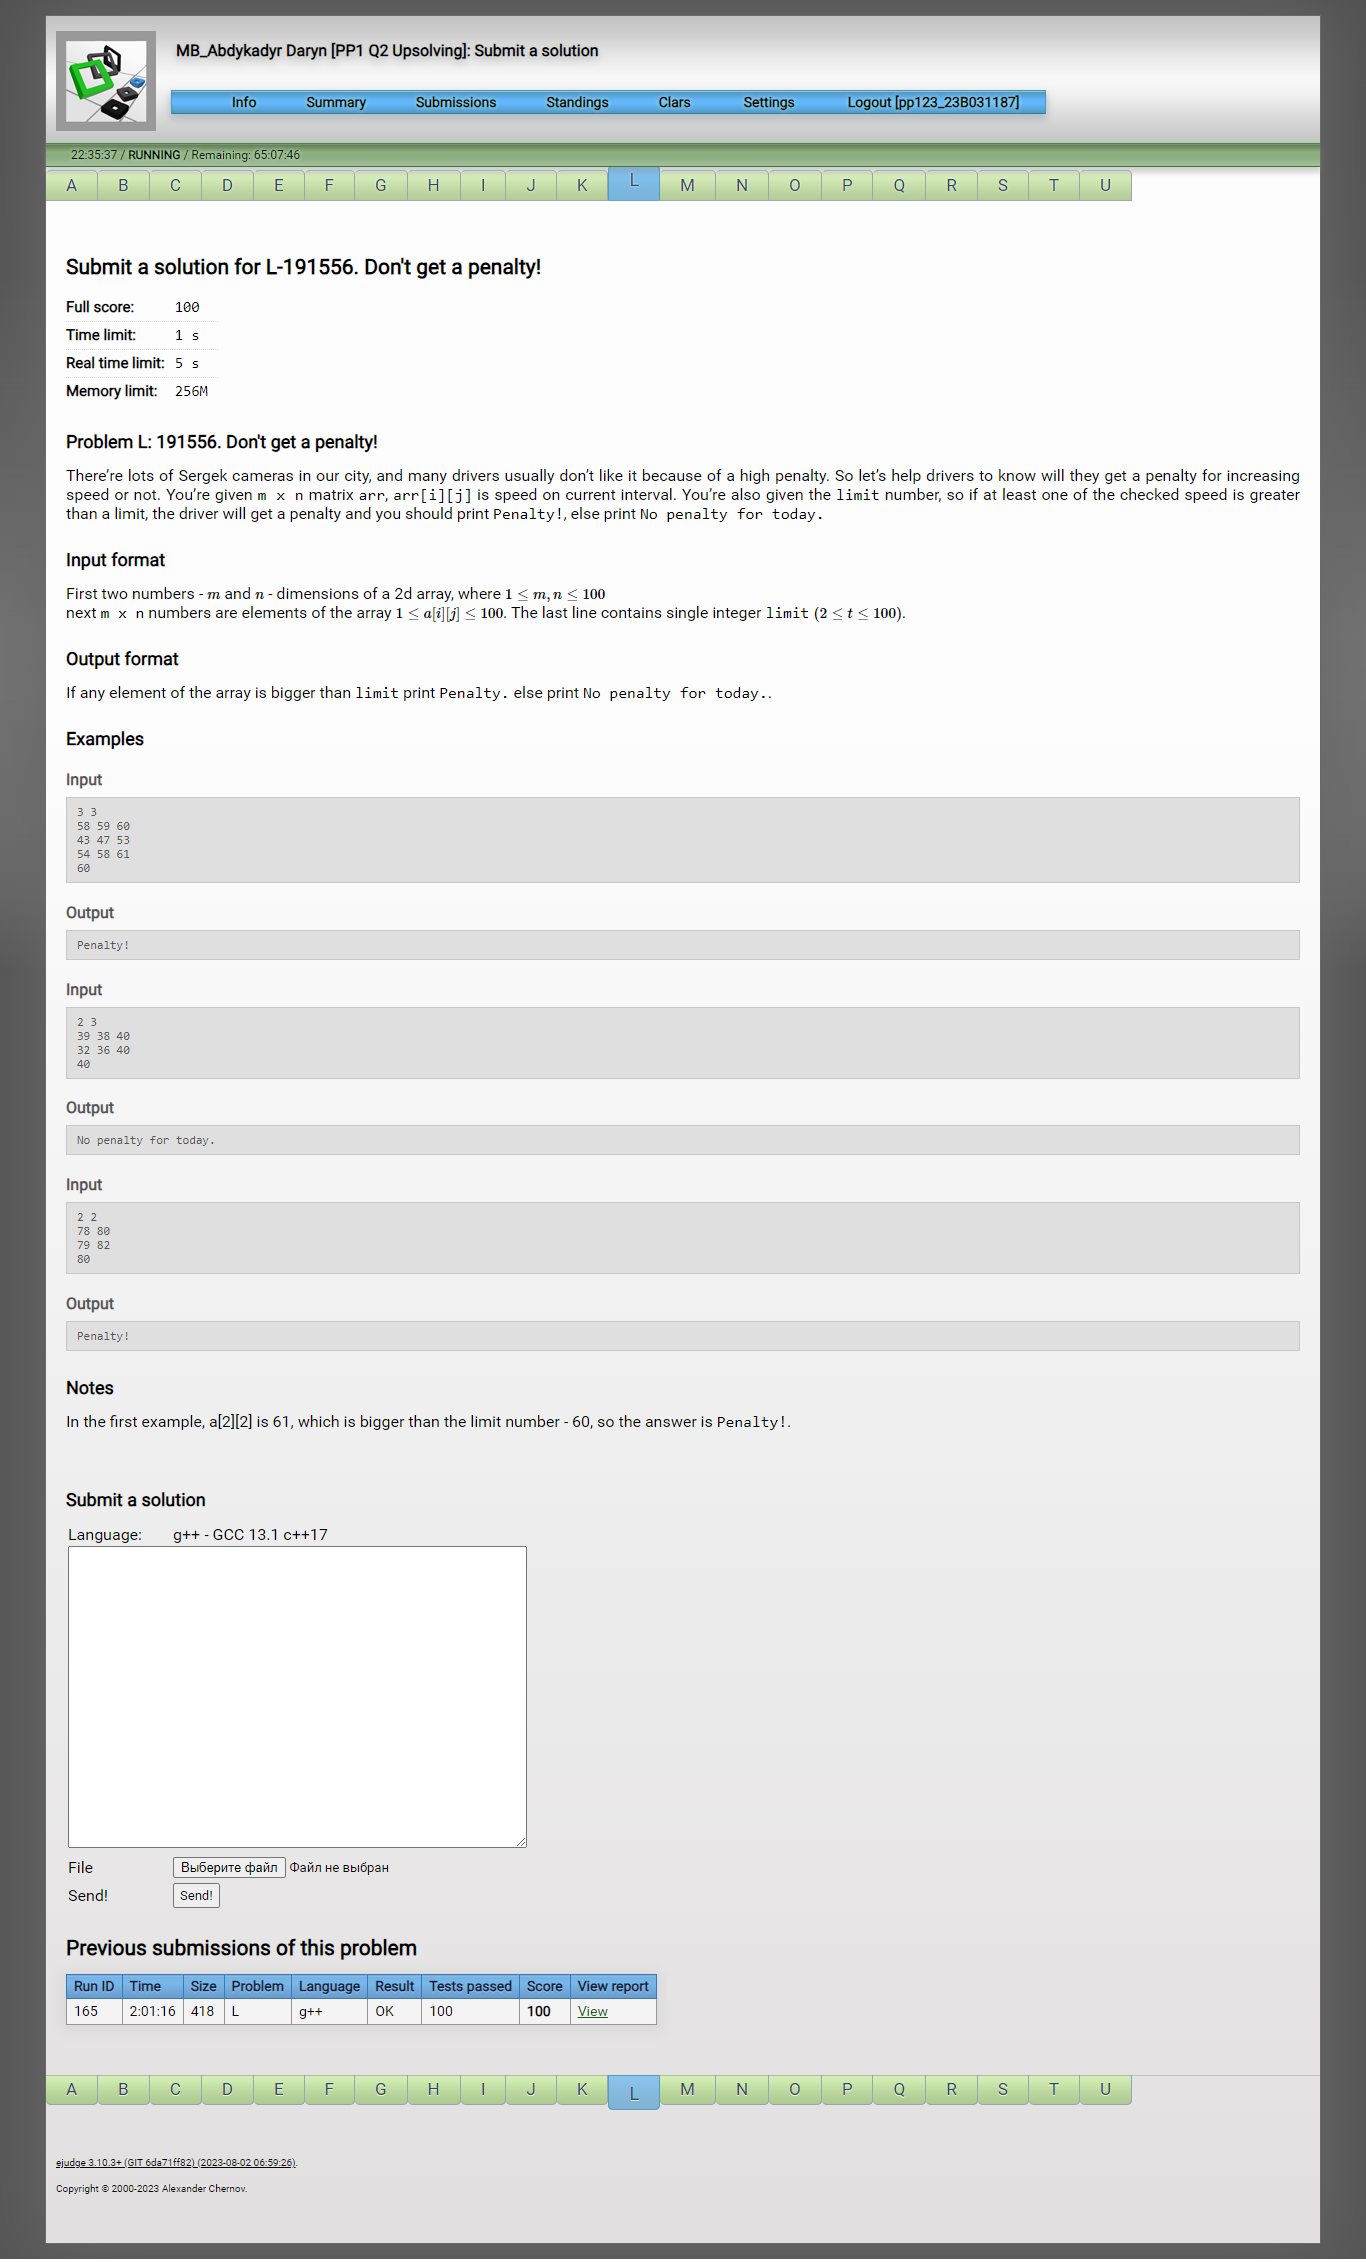 MB_Abdykadyr Daryn [PP1 Q2 Upsolving]: Submit a solution
Info Summary Submissions Standings Clars Settings Logout [pp123_23B031187]
22:35:37 / RUNNING / Remaining: 65:07:46
A B C D E F G H I J K L M N O P Q R S T U
Submit a solution for L-191556. Don't get a penalty!
Full score: 100
Time limit: 1 s
Real time limit: 5 s
Memory limit: 256M
Problem L: 191556. Don't get a penalty!
There’re lots of Sergek cameras in our city, and many drivers usually don’t like it because of a high penalty. So let’s help drivers to know will they get a penalty for increasing
speed or not. You’re given m x n matrix arr, arr[i][j] is speed on current interval. You’re also given the limit number, so if at least one of the checked speed is greater
than a limit, the driver will get a penalty and you should print Penalty!, else print No penalty for today.
Input format
First two numbers - m and n - dimensions of a 2d array, where 1 ≤ m, n ≤ 100
next m x n numbers are elements of the array 1 ≤ a[i][j] ≤ 100. The last line contains single integer limit (2 ≤ t ≤ 100).
Output format
If any element of the array is bigger than limit print Penalty. else print No penalty for today..
Examples
Input
3 3
58 59 60
43 47 53
54 58 61
60
Output
Penalty!
Input
2 3
39 38 40
32 36 40
40
Output
No penalty for today.
Input
2 2
78 80
79 82
80
Output
Penalty!
Notes
In the first example, a[2][2] is 61, which is bigger than the limit number - 60, so the answer is Penalty!.
Submit a solution
Language: g++ - GCC 13.1 c++17
File Выберите файл Файл не выбран
Send! Send!
Previous submissions of this problem
Run ID Time Size Problem Language Result Tests passed Score View report
165 2:01:16 418 L g++ OK 100 100 View
A B C D E F G H I J K L M N O P Q R S T U
ejudge 3.10.3+ (GIT 6da71ff82) (2023-08-02 06:59:26).
Copyright © 2000-2023 Alexander Chernov.